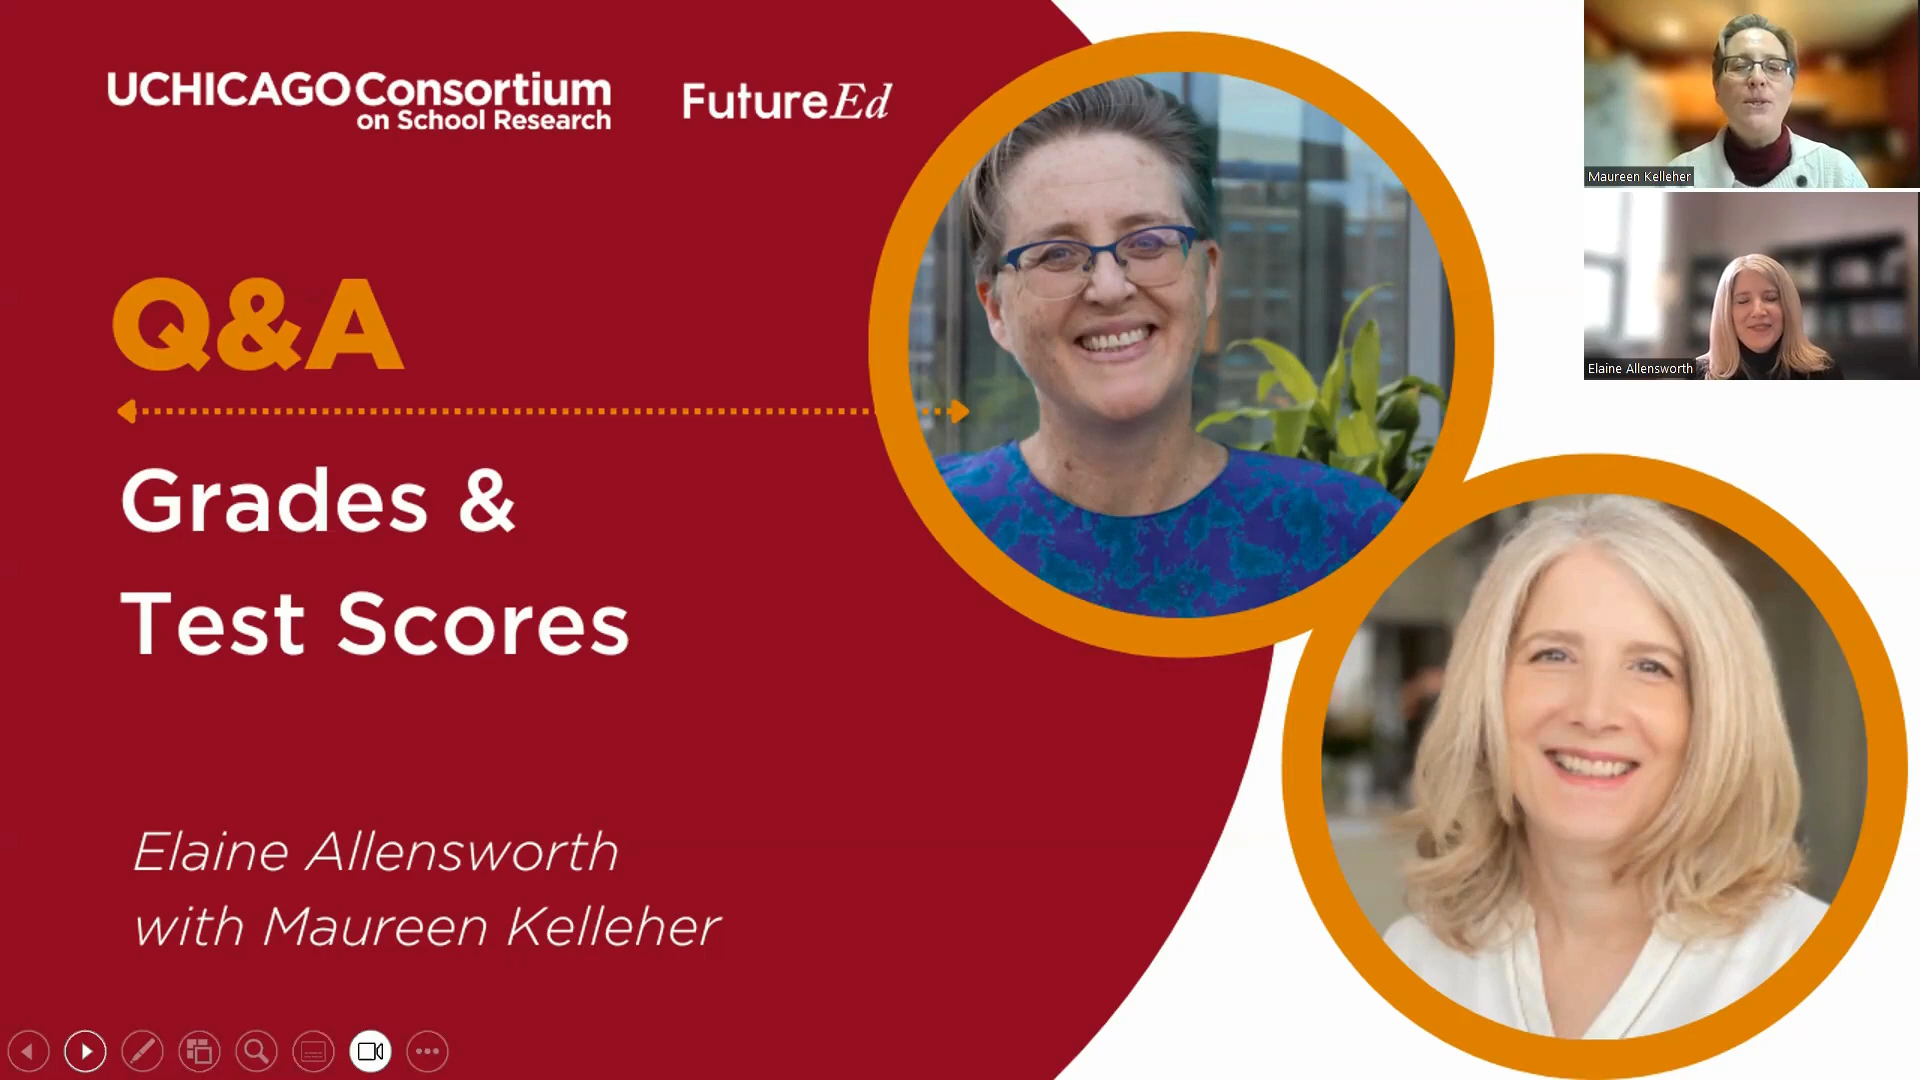 UCHICAGO Consortium
on School Research
FutureEd
Q&A
Grades &
Test Scores
Elaine Allensworth
with Maureen Kelleher
Maureen Kelleher
Elaine Allensworth